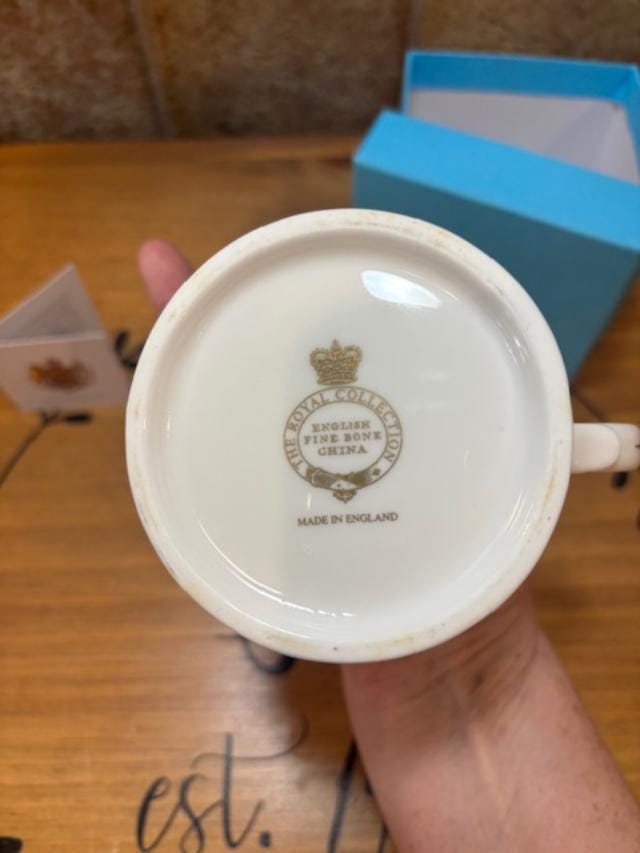 THE ROYAL COLLECTION
ENGLISH
FINE BONE
CHINA
MADE IN ENGLAND
est.